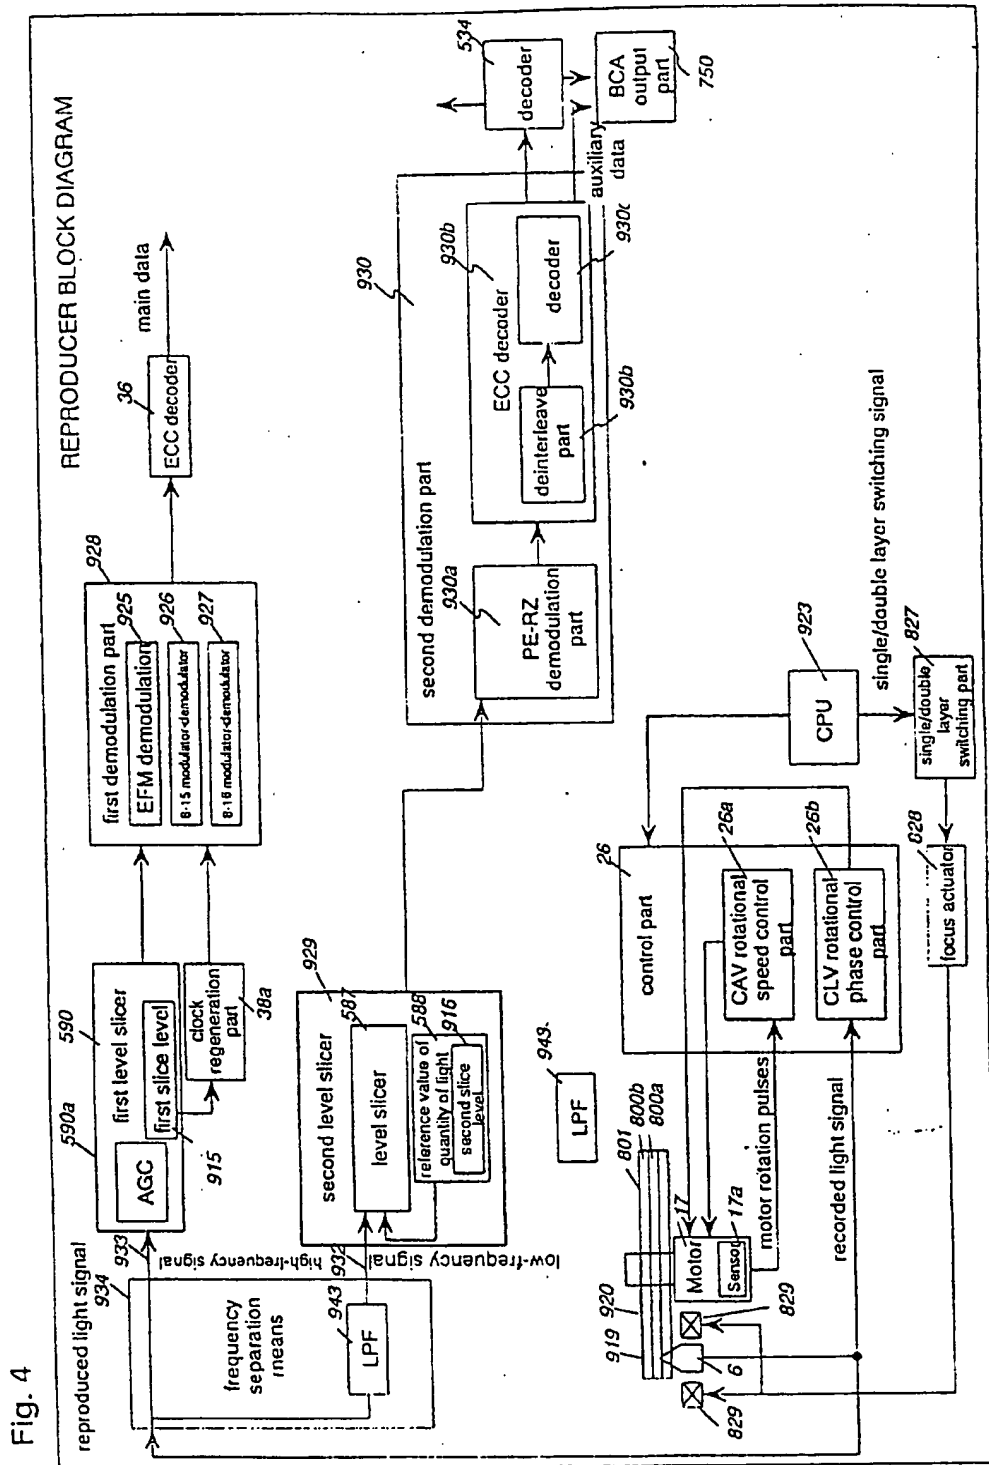 Fig. 4
REPRODUCER BLOCK DIAGRAM
reproduced light signal
934
frequency
separation
means
943
LPF
933
high-frequency signal
932
low-frequency signal
590a
590
first level slicer
AGC
first slice level
915
clock
regeneration
part
38a
928
first demodulation part
EFM demodulation
925
8-15 modulator-demodulator
926
8-16 modulator-demodulator
927
36
ECC decoder
main data
929
second level slicer
587
level slicer
588
reference value of
quantity of light
916
second slice
level
930
second demodulation part
930a
PE-RZ
demodulation
part
930b
ECC decoder
deinterleave
part
930b
decoder
930c
auxiliary
data
534
decoder
BCA
output
part
750
943
LPF
919
920
801
800b
800a
17
Motor
17a
Sensor
829
829
6
motor rotation pulses
recorded light signal
26
control part
26a
CAV rotational
speed control
part
26b
CLV rotational
phase control
part
923
CPU
single/double layer switching signal
827
single/double
layer
switching part
focus actuator